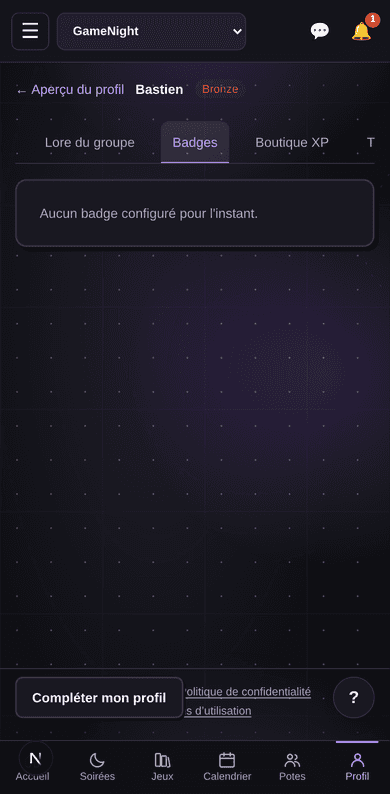 GameNight
1
← Aperçu du profil Bastien Bronze
Lore du groupe Badges Boutique XP T
Aucun badge configuré pour l'instant.
Compléter mon profil
olitique de confidentialité
s d'utilisation
?
N
Accueil Soirées Jeux Calendrier Potes Profil